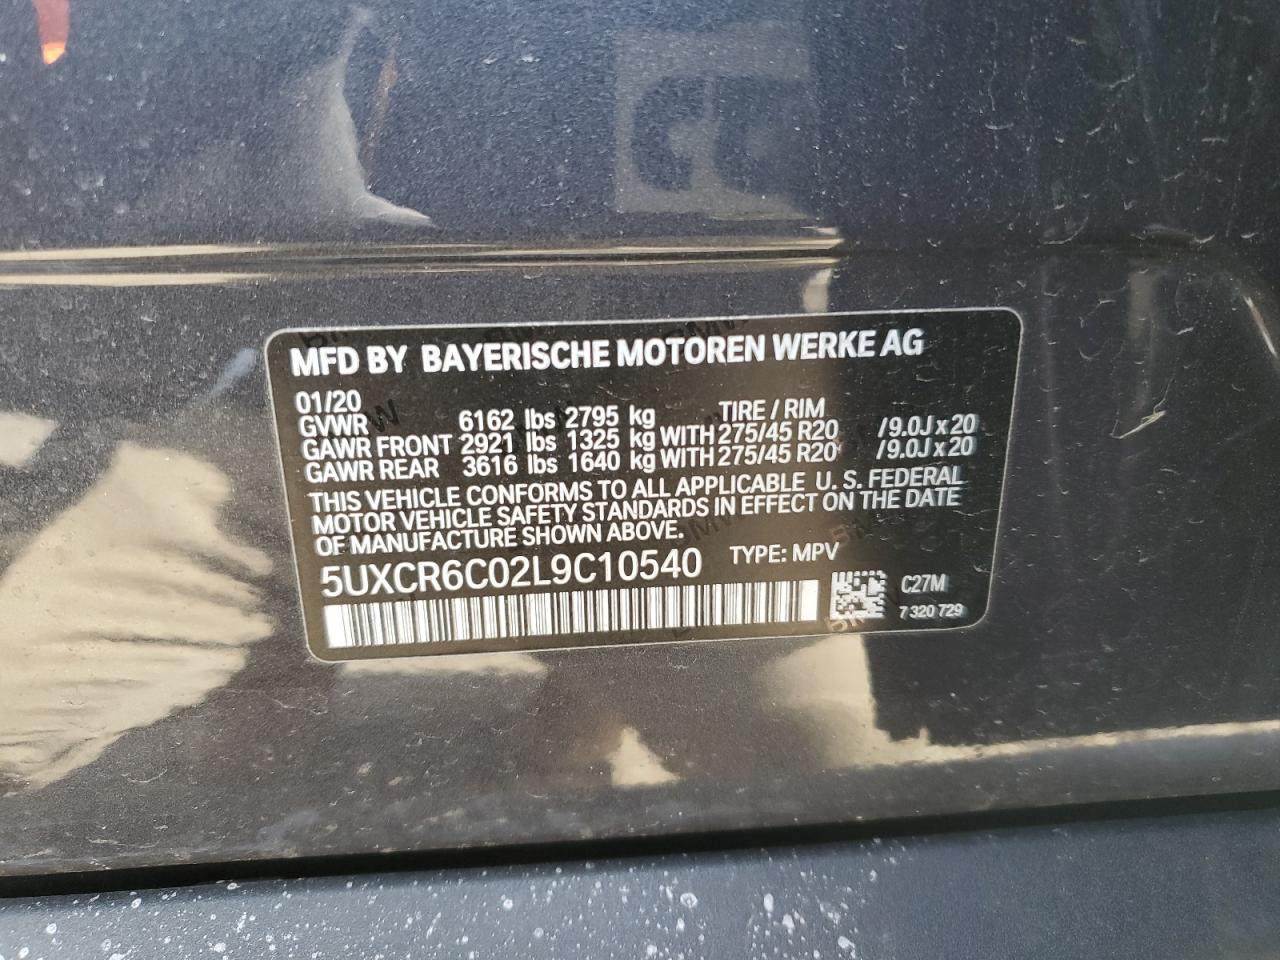 MFD BY BAYERISCHE MOTOREN WERKE AG
01/20
GVWR 6162 lbs 2795 kg TIRE / RIM
GAWR FRONT 2921 lbs 1325 kg WITH 275/45 R20 /9.0J x 20
GAWR REAR 3616 lbs 1640 kg WITH 275/45 R20 /9.0J x 20
THIS VEHICLE CONFORMS TO ALL APPLICABLE U. S. FEDERAL
MOTOR VEHICLE SAFETY STANDARDS IN EFFECT ON THE DATE
OF MANUFACTURE SHOWN ABOVE.
5UXCR6C02L9C10540 TYPE: MPV
C27M
7 320 729